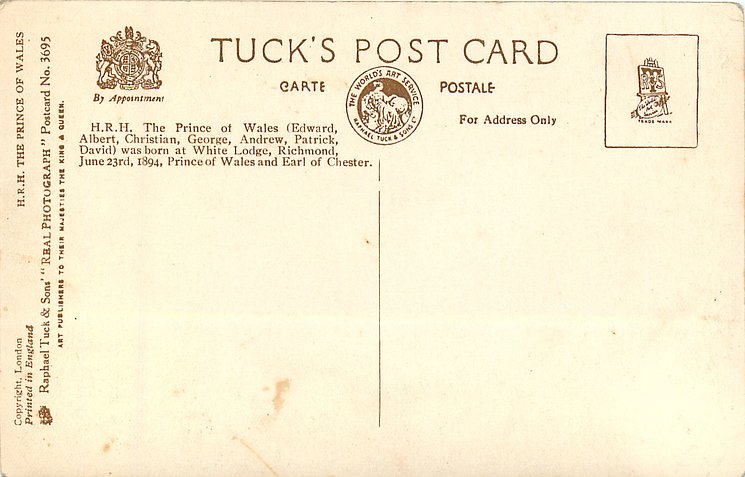 TUCK'S POST CARD
CARTE POSTALE
THE WORLD'S ART SERVICE
RAPHAEL TUCK & SONS Lᵀᴰ
By Appointment
For Address Only
TRADE MARK
H.R.H. The Prince of Wales (Edward,
Albert, Christian, George, Andrew, Patrick,
David) was born at White Lodge, Richmond,
June 23rd, 1894, Prince of Wales and Earl of Chester.
Copyright, London
Printed in England
H.R.H. THE PRINCE OF WALES
Raphael Tuck & Sons' "REAL PHOTOGRAPH" Postcard No. 3695
ART PUBLISHERS TO THEIR MAJESTIES THE KING & QUEEN.